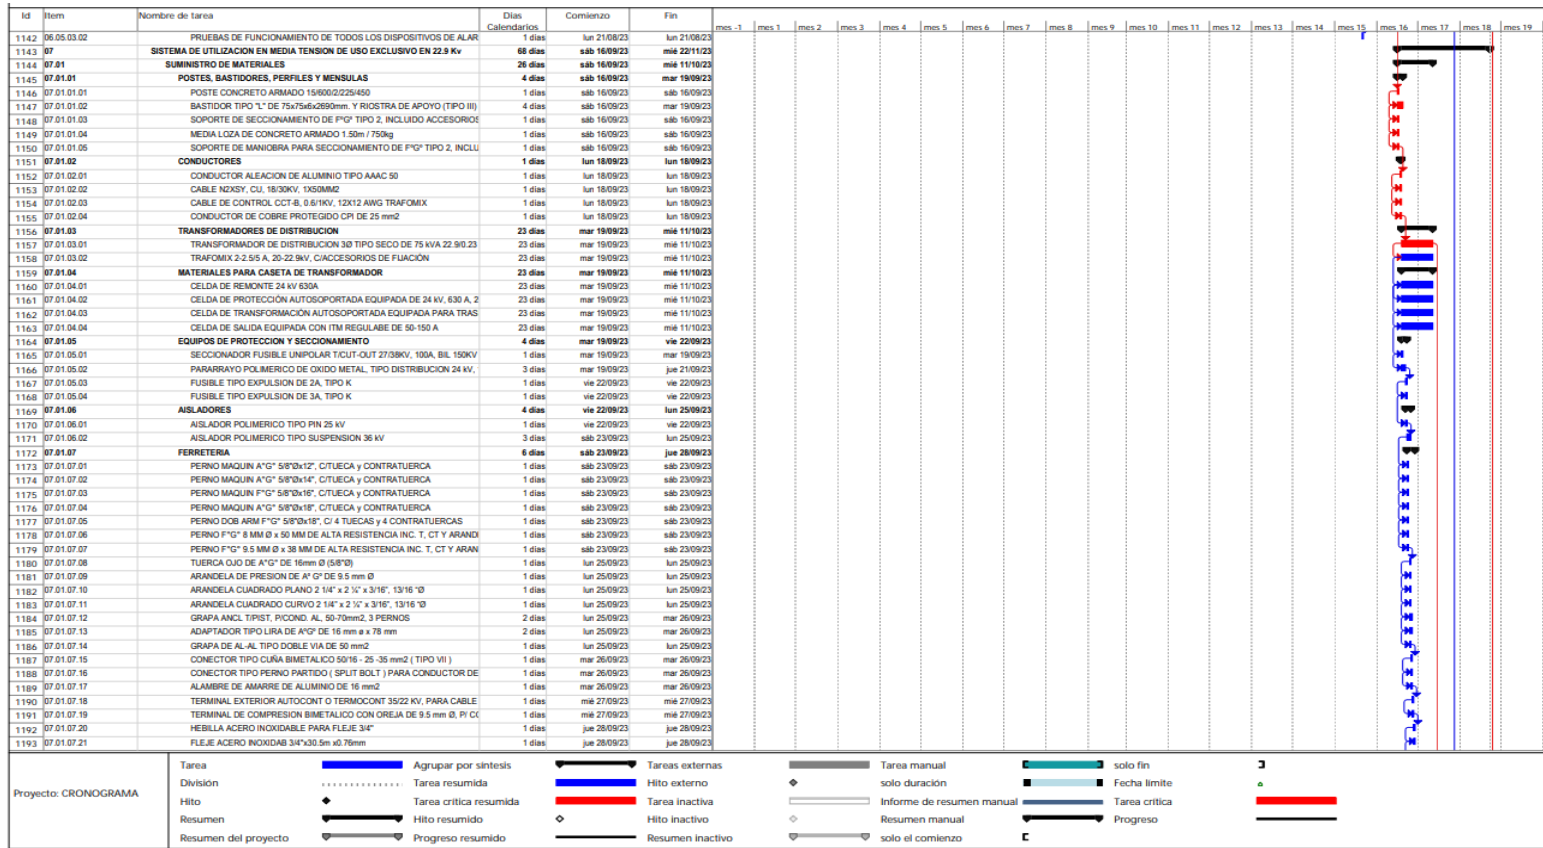 Id Item Nombre de tarea Dias Calendarios Comienzo Fin mes -1 mes 1 mes 2 mes 3 mes 4 mes 5 mes 6 mes 7 mes 8 mes 9 mes 10 mes 11 mes 12 mes 13 mes 14 mes 15 mes 16 mes 17 mes 18 mes 19
1142 06.05.03.02 PRUEBAS DE FUNCIONAMIENTO DE TODOS LOS DISPOSITIVOS DE ALAR 1 dias lun 21/08/23 lun 21/08/23
1143 07 SISTEMA DE UTILIZACION EN MEDIA TENSION DE USO EXCLUSIVO EN 22.9 Kv 68 dias sáb 16/09/23 mié 22/11/23
1144 07.01 SUMINISTRO DE MATERIALES 26 dias sáb 16/09/23 mié 11/10/23
1145 07.01.01 POSTES, BASTIDORES, PERFILES Y MENSULAS 4 dias sáb 16/09/23 mar 19/09/23
1146 07.01.01.01 POSTE CONCRETO ARMADO 15/600/2/225/450 1 dias sáb 16/09/23 sáb 16/09/23
1147 07.01.01.02 BASTIDOR TIPO "L" DE 75x75x6x2690mm. Y RIOSTRA DE APOYO (TIPO III) 4 dias sáb 16/09/23 mar 19/09/23
1148 07.01.01.03 SOPORTE DE SECCIONAMIENTO DE FºGº TIPO 2, INCLUIDO ACCESORIOS 1 dias sáb 16/09/23 sáb 16/09/23
1149 07.01.01.04 MEDIA LOZA DE CONCRETO ARMADO 1.50m / 750kg 1 dias sáb 16/09/23 sáb 16/09/23
1150 07.01.01.05 SOPORTE DE MANIOBRA PARA SECCIONAMIENTO DE FºGº TIPO 2, INCLU 1 dias sáb 16/09/23 sáb 16/09/23
1151 07.01.02 CONDUCTORES 1 dias lun 18/09/23 lun 18/09/23
1152 07.01.02.01 CONDUCTOR ALEACION DE ALUMINIO TIPO AAAC 50 1 dias lun 18/09/23 lun 18/09/23
1153 07.01.02.02 CABLE N2XSY, CU, 18/30KV, 1X50MM2 1 dias lun 18/09/23 lun 18/09/23
1154 07.01.02.03 CABLE DE CONTROL CCT-B, 0.6/1KV, 12X12 AWG TRAFOMIX 1 dias lun 18/09/23 lun 18/09/23
1155 07.01.02.04 CONDUCTOR DE COBRE PROTEGIDO CPI DE 25 mm2 1 dias lun 18/09/23 lun 18/09/23
1156 07.01.03 TRANSFORMADORES DE DISTRIBUCION 23 dias mar 19/09/23 mié 11/10/23
1157 07.01.03.01 TRANSFORMADOR DE DISTRIBUCION 3Ø TIPO SECO DE 75 kVA 22.9/0.23 23 dias mar 19/09/23 mié 11/10/23
1158 07.01.03.02 TRAFOMIX 2-2.5/5 A, 20-22.9kV, C/ACCESORIOS DE FIJACIÓN 23 dias mar 19/09/23 mié 11/10/23
1159 07.01.04 MATERIALES PARA CASETA DE TRANSFORMADOR 23 dias mar 19/09/23 mié 11/10/23
1160 07.01.04.01 CELDA DE REMONTE 24 kV 630A 23 dias mar 19/09/23 mié 11/10/23
1161 07.01.04.02 CELDA DE PROTECCIÓN AUTOSOPORTADA EQUIPADA DE 24 kV, 630 A, 2 23 dias mar 19/09/23 mié 11/10/23
1162 07.01.04.03 CELDA DE TRANSFORMACIÓN AUTOSOPORTADA EQUIPADA PARA TRAS 23 dias mar 19/09/23 mié 11/10/23
1163 07.01.04.04 CELDA DE SALIDA EQUIPADA CON ITM REGULABE DE 50-150 A 23 dias mar 19/09/23 mié 11/10/23
1164 07.01.05 EQUIPOS DE PROTECCION Y SECCIONAMIENTO 4 dias mar 19/09/23 vie 22/09/23
1165 07.01.05.01 SECCIONADOR FUSIBLE UNIPOLAR T/CUT-OUT 27/38KV, 100A, BIL 150KV 1 dias mar 19/09/23 mar 19/09/23
1166 07.01.05.02 PARARRAYO POLIMERICO DE OXIDO METAL, TIPO DISTRIBUCION 24 kV, 3 dias mar 19/09/23 jue 21/09/23
1167 07.01.05.03 FUSIBLE TIPO EXPULSION DE 2A, TIPO K 1 dias vie 22/09/23 vie 22/09/23
1168 07.01.05.04 FUSIBLE TIPO EXPULSION DE 3A, TIPO K 1 dias vie 22/09/23 vie 22/09/23
1169 07.01.06 AISLADORES 4 dias vie 22/09/23 lun 25/09/23
1170 07.01.06.01 AISLADOR POLIMERICO TIPO PIN 25 kV 1 dias vie 22/09/23 vie 22/09/23
1171 07.01.06.02 AISLADOR POLIMERICO TIPO SUSPENSION 36 kV 3 dias sáb 23/09/23 lun 25/09/23
1172 07.01.07 FERRETERIA 6 dias sáb 23/09/23 jue 28/09/23
1173 07.01.07.01 PERNO MAQUIN AºGº 5/8"Øx12", C/TUECA y CONTRATUERCA 1 dias sáb 23/09/23 sáb 23/09/23
1174 07.01.07.02 PERNO MAQUIN AºGº 5/8"Øx14", C/TUECA y CONTRATUERCA 1 dias sáb 23/09/23 sáb 23/09/23
1175 07.01.07.03 PERNO MAQUIN FºGº 5/8"Øx16", C/TUECA y CONTRATUERCA 1 dias sáb 23/09/23 sáb 23/09/23
1176 07.01.07.04 PERNO MAQUIN AºGº 5/8"Øx18", C/TUECA y CONTRATUERCA 1 dias sáb 23/09/23 sáb 23/09/23
1177 07.01.07.05 PERNO DOB ARM FºGº 5/8"Øx18", C/ 4 TUECAS y 4 CONTRATUERCAS 1 dias sáb 23/09/23 sáb 23/09/23
1178 07.01.07.06 PERNO FºGº 8 MM Ø x 50 MM DE ALTA RESISTENCIA INC. T, CT Y ARAND 1 dias sáb 23/09/23 sáb 23/09/23
1179 07.01.07.07 PERNO FºGº 9.5 MM Ø x 38 MM DE ALTA RESISTENCIA INC. T, CT Y ARAN 1 dias sáb 23/09/23 sáb 23/09/23
1180 07.01.07.08 TUERCA OJO DE AºGº DE 16mm Ø (5/8"Ø) 1 dias lun 25/09/23 lun 25/09/23
1181 07.01.07.09 ARANDELA DE PRESION DE Aº Gº DE 9.5 mm Ø 1 dias lun 25/09/23 lun 25/09/23
1182 07.01.07.10 ARANDELA CUADRADO PLANO 2 1/4" x 2 ¼" x 3/16", 13/16 "Ø 1 dias lun 25/09/23 lun 25/09/23
1183 07.01.07.11 ARANDELA CUADRADO CURVO 2 1/4" x 2 ¼" x 3/16", 13/16 "Ø 1 dias lun 25/09/23 lun 25/09/23
1184 07.01.07.12 GRAPA ANCL T/PIST, P/COND. AL, 50-70mm2, 3 PERNOS 2 dias lun 25/09/23 mar 26/09/23
1185 07.01.07.13 ADAPTADOR TIPO LIRA DE AºGº DE 16 mm ø x 78 mm 2 dias lun 25/09/23 mar 26/09/23
1186 07.01.07.14 GRAPA DE AL-AL TIPO DOBLE VIA DE 50 mm2 1 dias lun 25/09/23 lun 25/09/23
1187 07.01.07.15 CONECTOR TIPO CUÑA BIMETALICO 50/16 - 25 -35 mm2 ( TIPO VII ) 1 dias mar 26/09/23 mar 26/09/23
1188 07.01.07.16 CONECTOR TIPO PERNO PARTIDO ( SPLIT BOLT ) PARA CONDUCTOR DE 1 dias mar 26/09/23 mar 26/09/23
1189 07.01.07.17 ALAMBRE DE AMARRE DE ALUMINIO DE 16 mm2 1 dias mar 26/09/23 mar 26/09/23
1190 07.01.07.18 TERMINAL EXTERIOR AUTOCONT O TERMOCONT 35/22 KV, PARA CABLE 1 dias mié 27/09/23 mié 27/09/23
1191 07.01.07.19 TERMINAL DE COMPRESION BIMETALICO CON OREJA DE 9.5 mm Ø, P/ CO 1 dias mié 27/09/23 mié 27/09/23
1192 07.01.07.20 HEBILLA ACERO INOXIDABLE PARA FLEJE 3/4" 1 dias jue 28/09/23 jue 28/09/23
1193 07.01.07.21 FLEJE ACERO INOXIDAB 3/4"x30.5m x0.76mm 1 dias jue 28/09/23 jue 28/09/23
Proyecto: CRONOGRAMA
Tarea Agrupar por síntesis Tareas externas Tarea manual solo fin
División Tarea resumida Hito externo solo duración Fecha límite
Hito Tarea crítica resumida Tarea inactiva Informe de resumen manual Tarea crítica
Resumen Hito resumido Hito inactivo Resumen manual Progreso
Resumen del proyecto Progreso resumido Resumen inactivo solo el comienzo